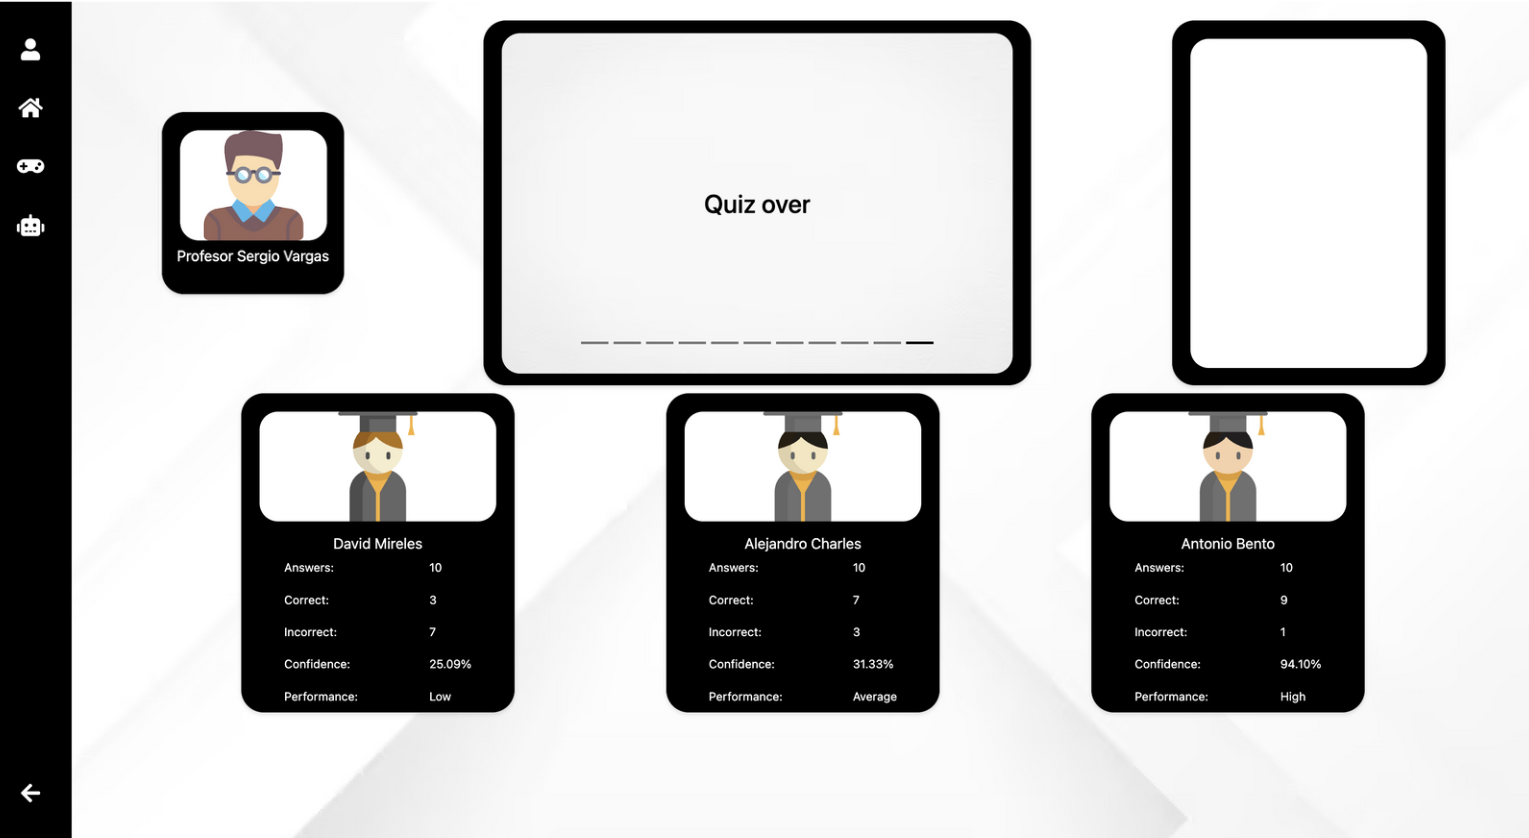 Profesor Sergio Vargas
Quiz over
David Mireles
Answers: 10
Correct: 3
Incorrect: 7
Confidence: 25.09%
Performance: Low
Alejandro Charles
Answers: 10
Correct: 7
Incorrect: 3
Confidence: 31.33%
Performance: Average
Antonio Bento
Answers: 10
Correct: 9
Incorrect: 1
Confidence: 94.10%
Performance: High